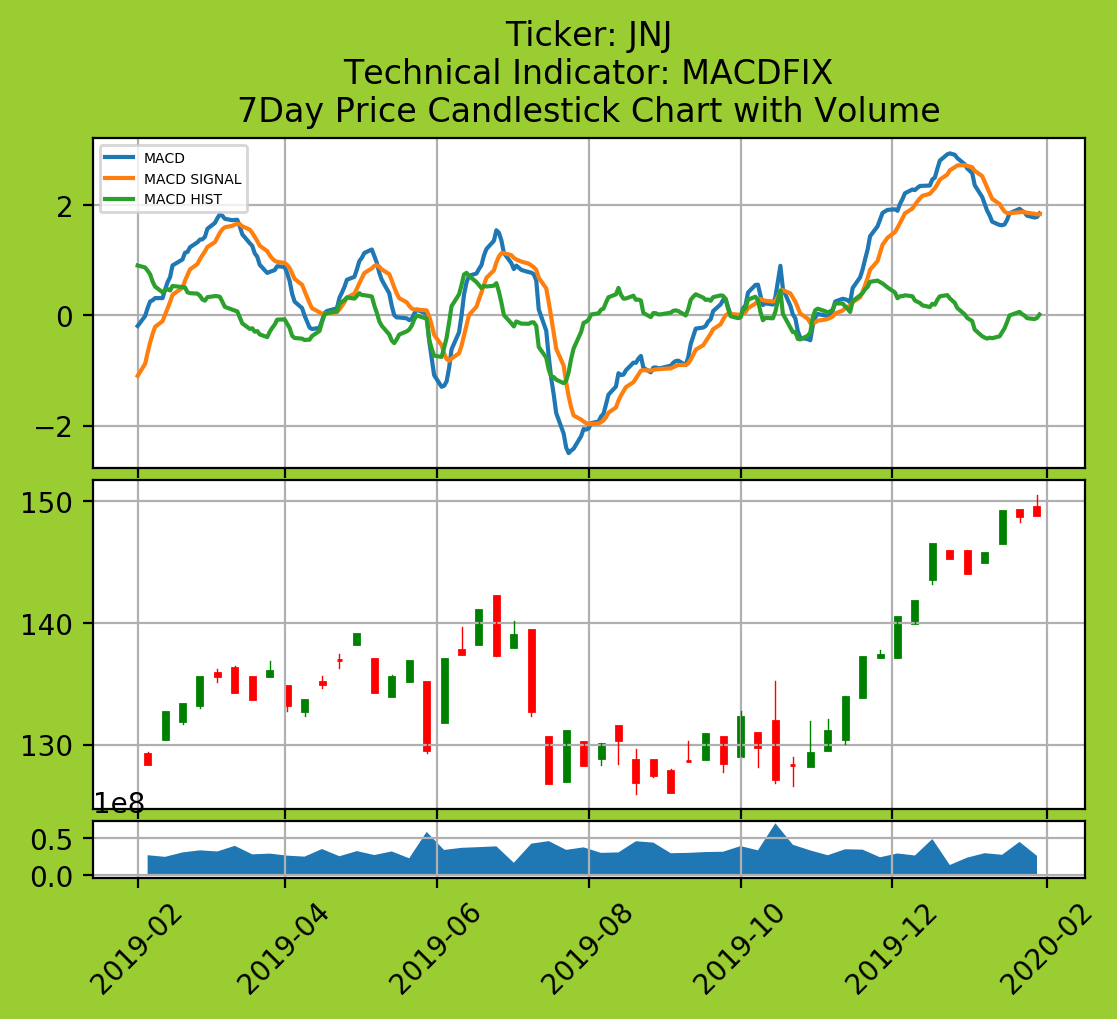 Ticker: JNJ
Technical Indicator: MACDFIX
7Day Price Candlestick Chart with Volume
MACD
MACD SIGNAL
MACD HIST
2
0
−2
150
140
130
1e8
0.5
0.0
2019-02
2019-04
2019-06
2019-08
2019-10
2019-12
2020-02